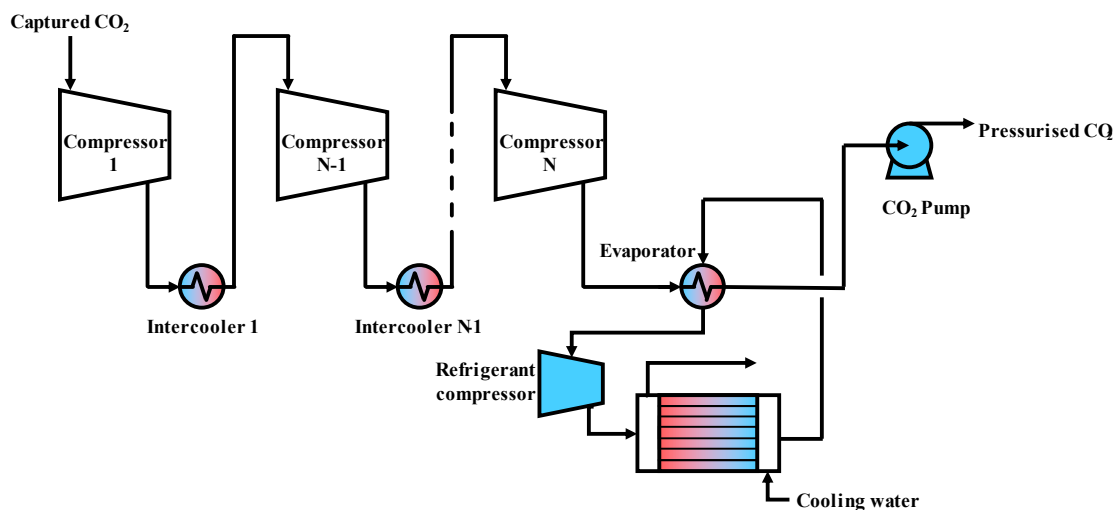 Captured CO₂
Compressor
1
Compressor
N-1
Compressor
N
Pressurised CO₂
CO₂ Pump
Evaporator
Intercooler 1
Intercooler N-1
Refrigerant
compressor
Cooling water